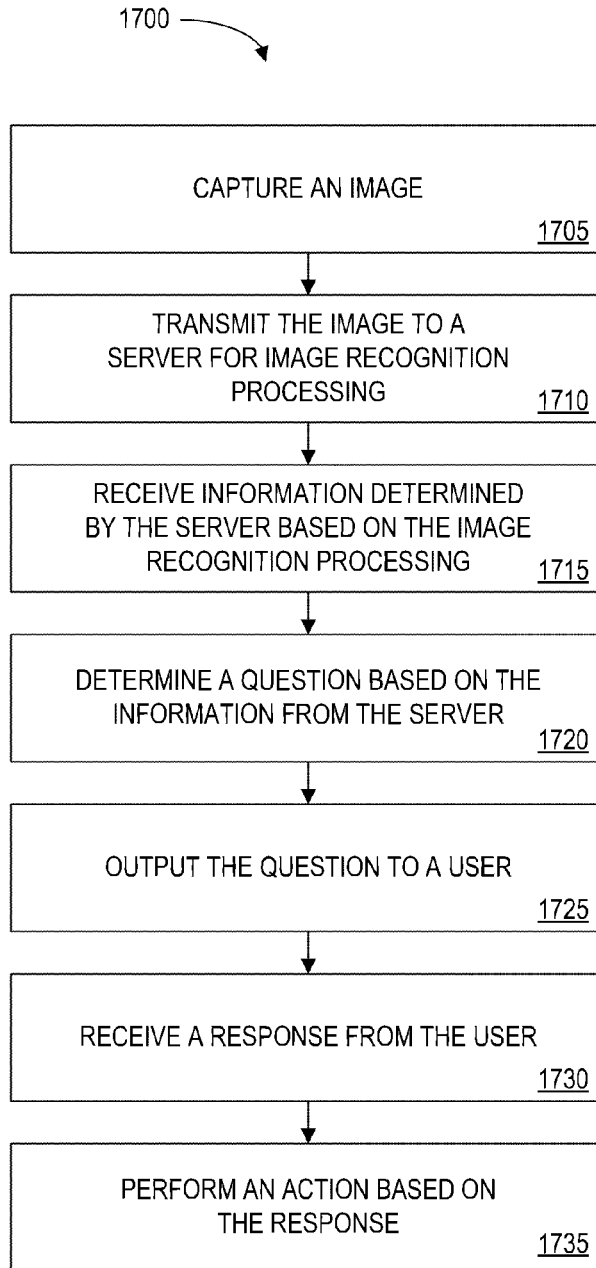 1700
CAPTURE AN IMAGE
1705
TRANSMIT THE IMAGE TO A
SERVER FOR IMAGE RECOGNITION
PROCESSING
1710
RECEIVE INFORMATION DETERMINED
BY THE SERVER BASED ON THE IMAGE
RECOGNITION PROCESSING
1715
DETERMINE A QUESTION BASED ON THE
INFORMATION FROM THE SERVER
1720
OUTPUT THE QUESTION TO A USER
1725
RECEIVE A RESPONSE FROM THE USER
1730
PERFORM AN ACTION BASED ON
THE RESPONSE
1735